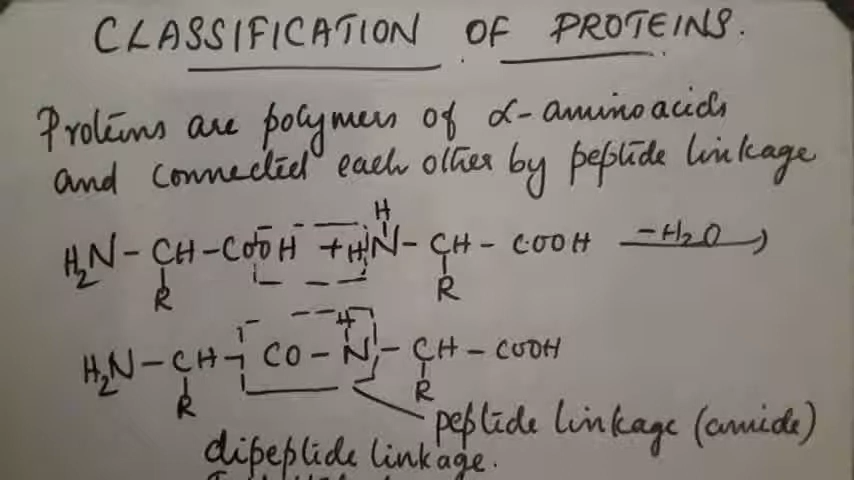 CLASSIFICATION OF PROTEINS.
Proteins are polymers of α-aminoacids
and connected each other by peptide linkage
H₂N-CH-COOH + HN-CH-COOH -H₂O
H
R R
H₂N-CH-CO-N-CH-COOH
H
R R
peptide linkage (amide)
dipeptide linkage.